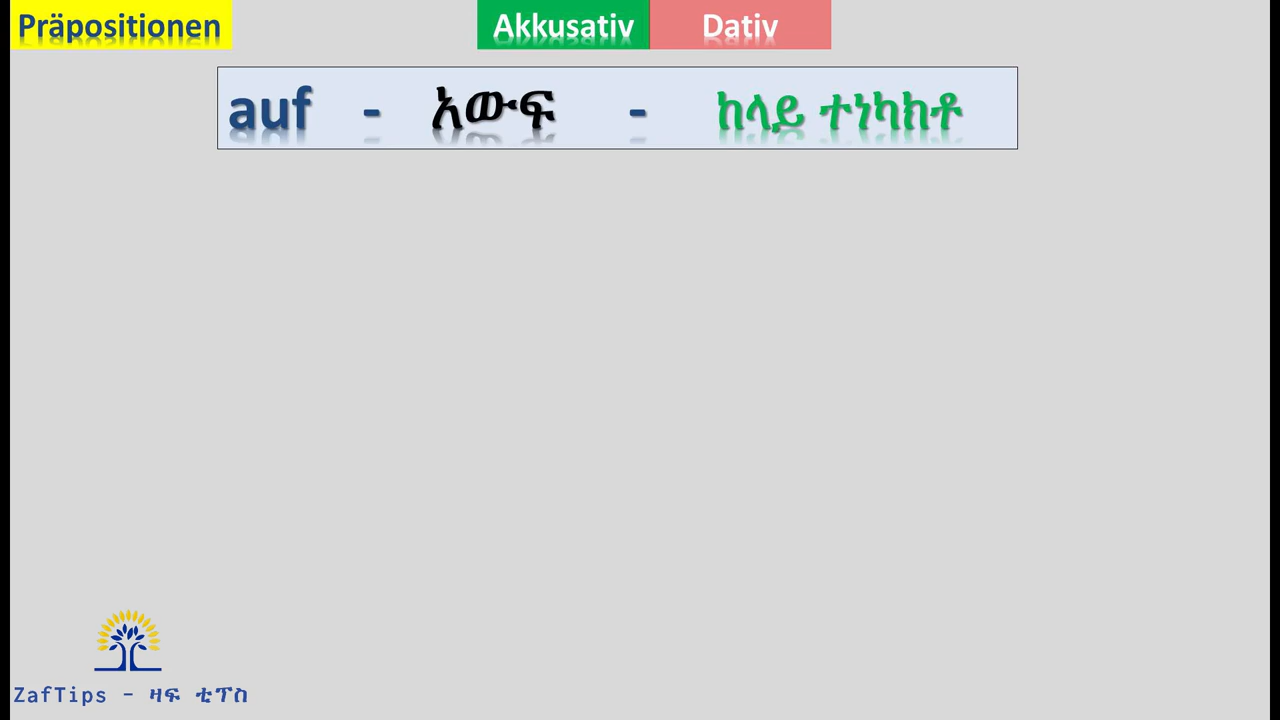 Präpositionen Akkusativ Dativ
auf - አውፍ - ከላይ ተነካክቶ
ZafTips - ዛፍ ቲፕስ